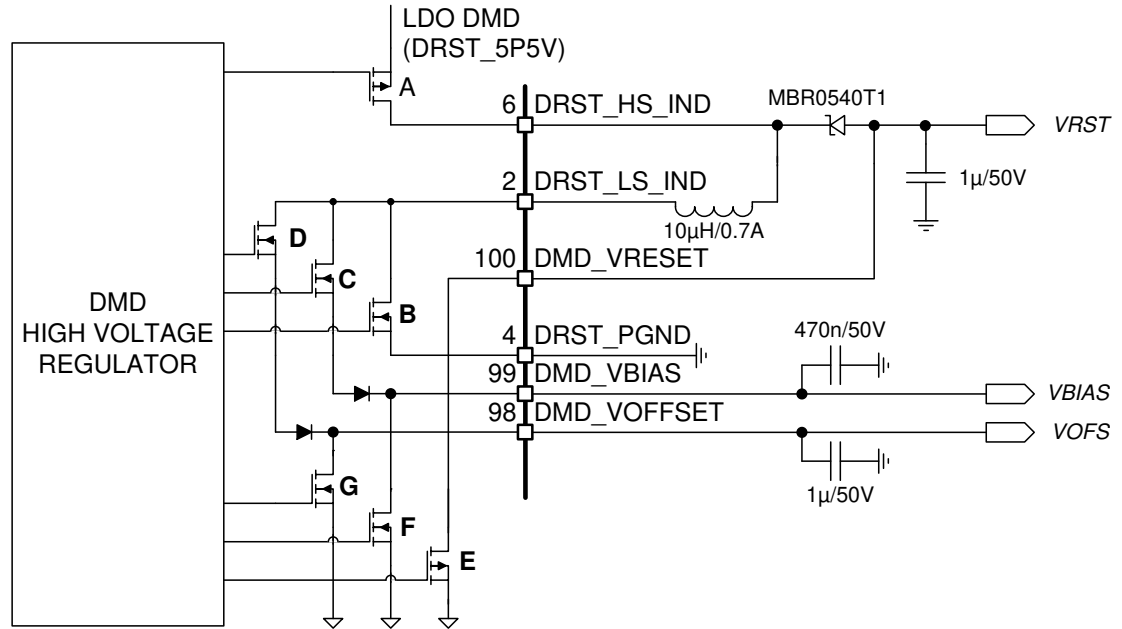 LDO DMD
(DRST_5P5V)
A
6 DRST_HS_IND
MBR0540T1
VRST
1µ/50V
2 DRST_LS_IND
10µH/0.7A
D
C
B
100 DMD_VRESET
DMD
HIGH VOLTAGE
REGULATOR
4 DRST_PGND
470n/50V
99 DMD_VBIAS
VBIAS
98 DMD_VOFFSET
VOFS
1µ/50V
G
F
E